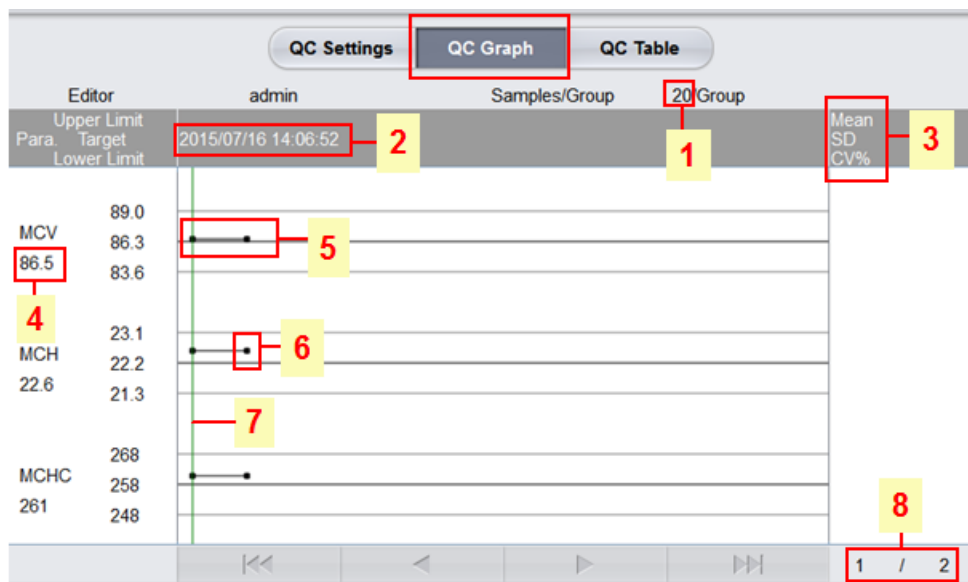 QC Settings QC Graph QC Table
Editor admin Samples/Group 20/Group
Upper Limit
Para. Target
Lower Limit
2015/07/16 14:06:52
2
1
Mean
SD
CV%
3
89.0
MCV
86.3
86.5
83.6
5
4
23.1
MCH
22.2
22.6
21.3
6
7
268
MCHC
258
261
248
8
1 / 2